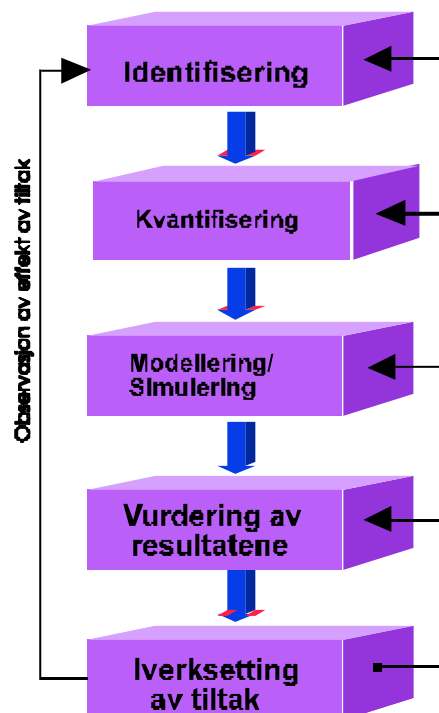 Identifisering
Kvantifisering
Modellering/
Simulering
Vurdering av
resultatene
Iverksetting
av tiltak
Observasjon av effekt av tiltak